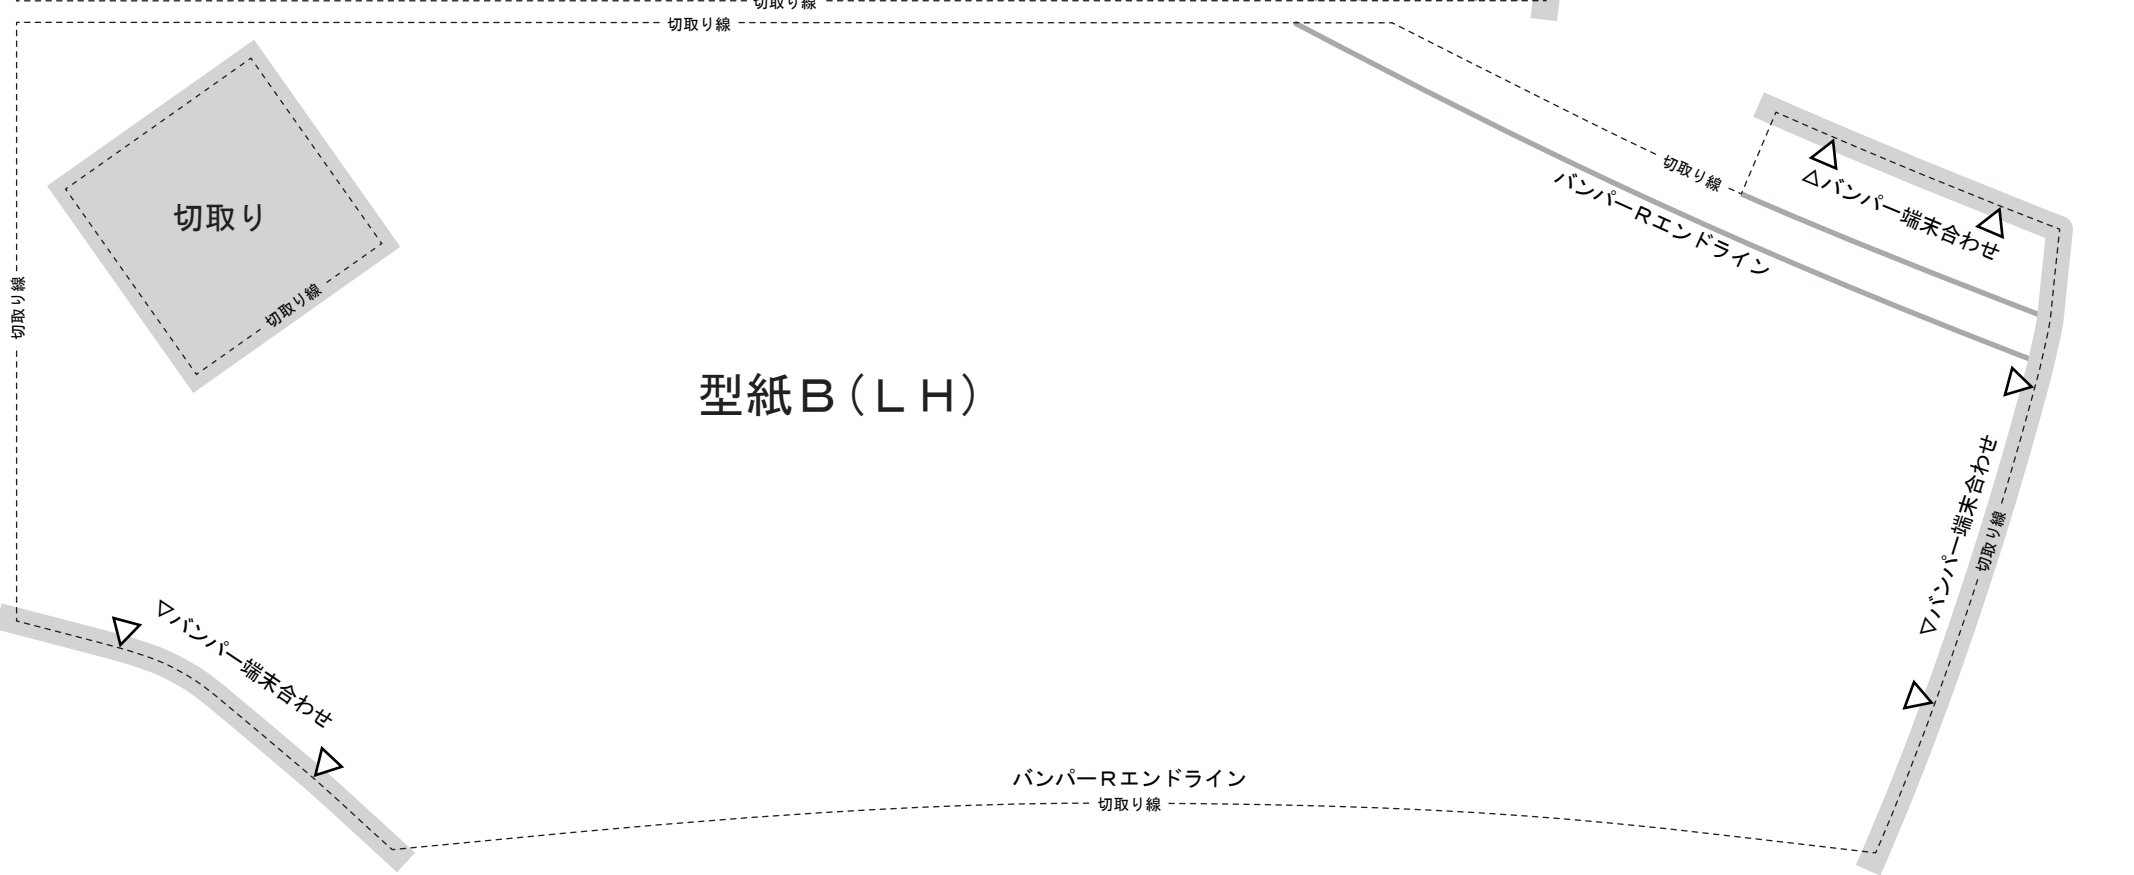 切取り線
切取り線
切取り線
△バンパー端末合わせ
バンパーRエンドライン
切取り
切取り線
切取り線
型紙B(LH)
▽バンパー端末合わせ
切取り線
▽バンパー端末合わせ
バンパーRエンドライン
切取り線